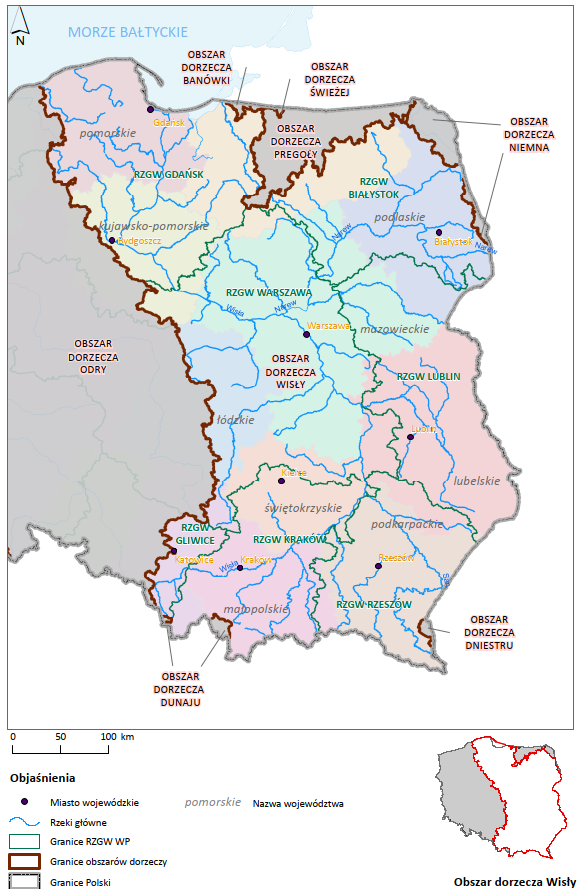 N
MORZE BAŁTYCKIE
OBSZAR
DORZECZA
BANÓWKI
OBSZAR
DORZECZA
ŚWIEŻEJ
OBSZAR
DORZECZA
NIEMNA
OBSZAR
DORZECZA
PREGOŁY
Gdańsk
pomorskie
RZGW GDAŃSK
RZGW
BIAŁYSTOK
podlaskie
kujawsko-pomorskie
Bydgoszcz
Narew
Białystok
Narew
RZGW WARSZAWA
Wisła
Narew
Warszawa
mazowieckie
OBSZAR
DORZECZA
ODRY
OBSZAR
DORZECZA
WISŁY
RZGW LUBLIN
łódzkie
Lublin
lubelskie
Kielce
świętokrzyskie
podkarpackie
RZGW
GLIWICE
RZGW KRAKÓW
Katowice
Wisła
Kraków
Rzeszów
San
małopolskie
RZGW RZESZÓW
OBSZAR
DORZECZA
DNIESTRU
OBSZAR
DORZECZA
DUNAJU
0 50 100 km
Objaśnienia
Miasto wojewódzkie
pomorskie Nazwa województwa
Rzeki główne
Granice RZGW WP
Granice obszarów dorzeczy
Granice Polski
Obszar dorzecza Wisły